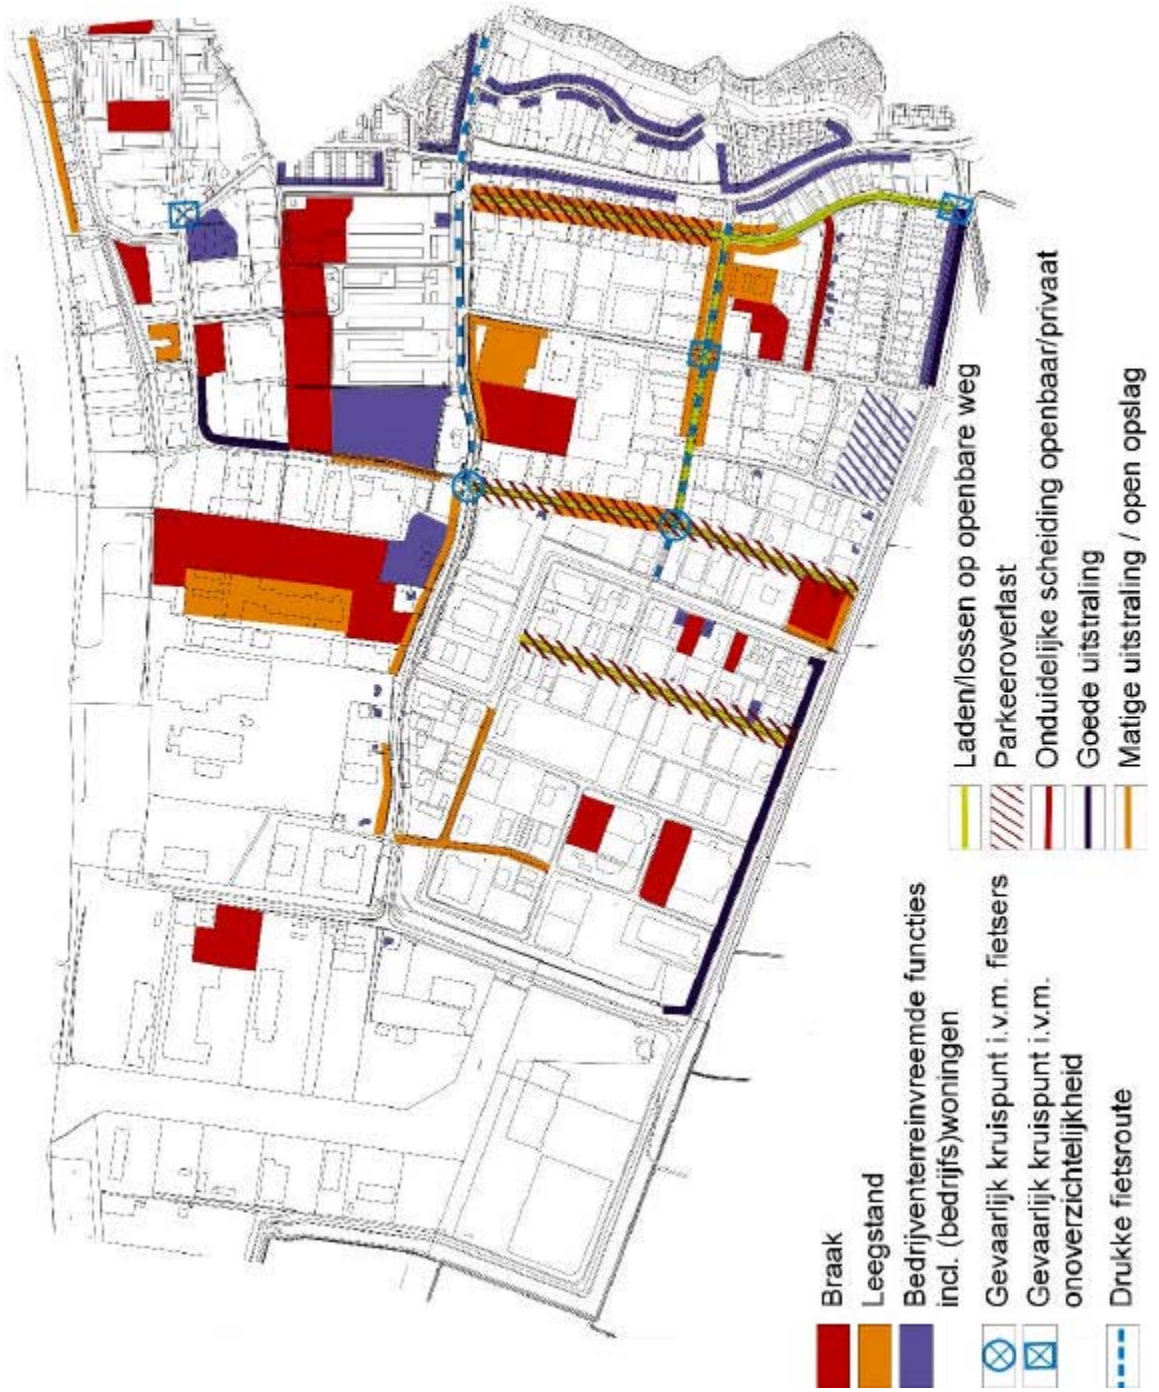 Braak
Leegstand
Bedrijventerreinvreemde functies
incl. (bedrijfs)woningen
Gevaarlijk kruispunt i.v.m. fietsers
Gevaarlijk kruispunt i.v.m.
onoverzichtelijkheid
Drukke fietsroute
Laden/lossen op openbare weg
Parkeeroverlast
Onduidelijke scheiding openbaar/privaat
Goede uitstraling
Matige uitstraling / open opslag